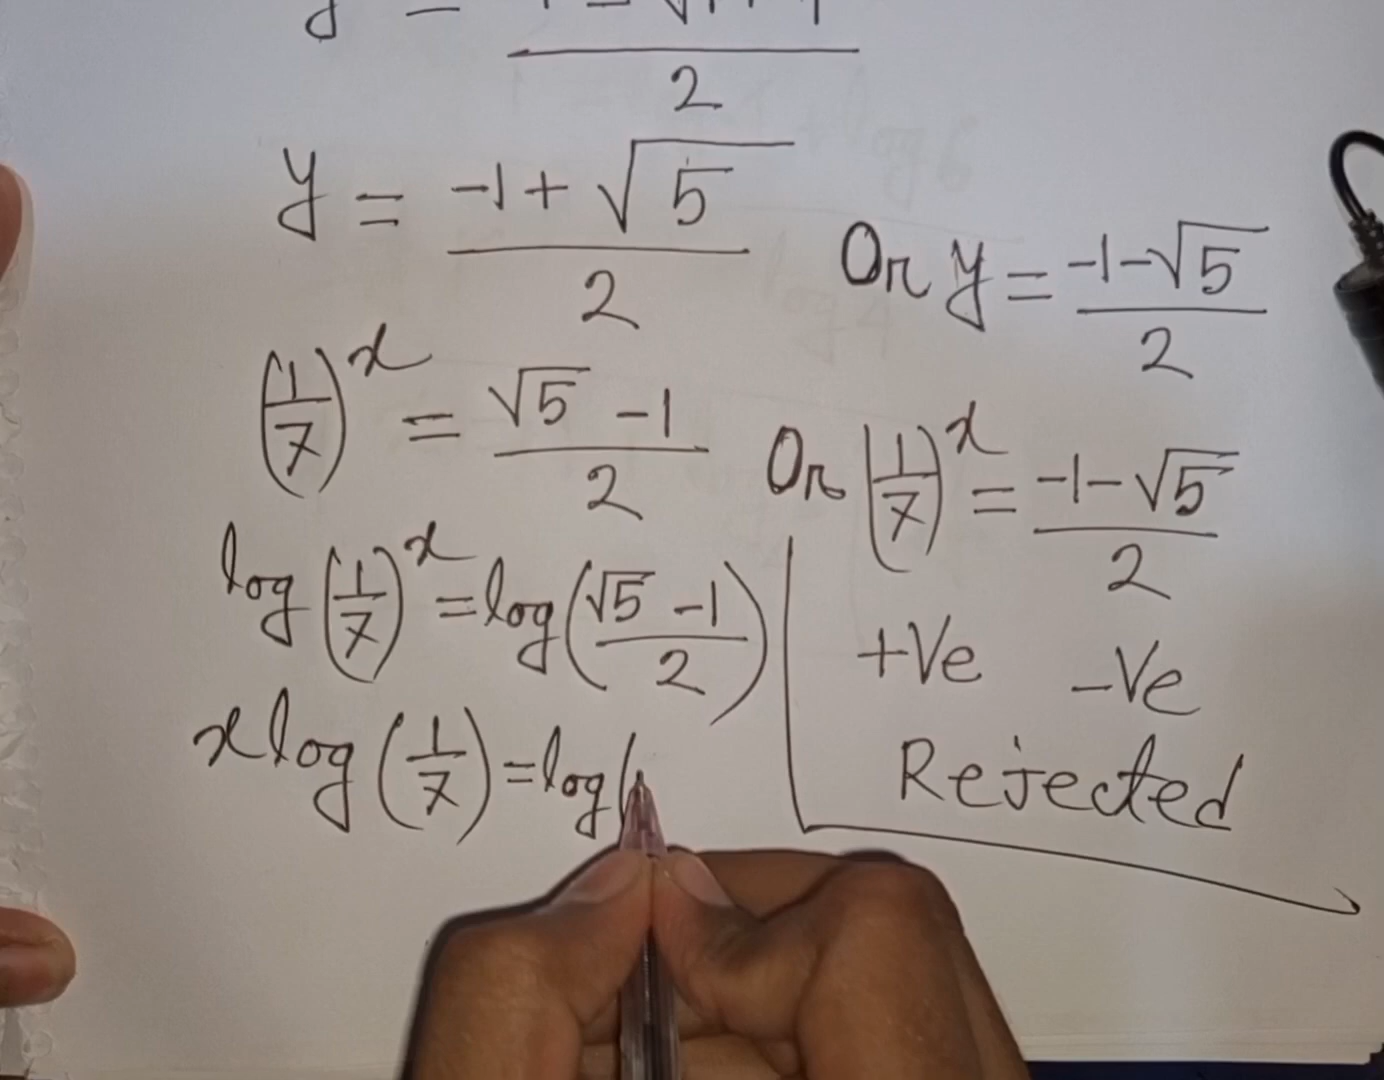 2
y = (-1 + √5)/2 Or y = (-1 - √5)/2
(1/7)^x = (√5 - 1)/2 Or (1/7)^x = (-1 - √5)/2
log (1/7)^x = log ((√5 - 1)/2)
+Ve -Ve
x log (1/7) = log (
Rejected